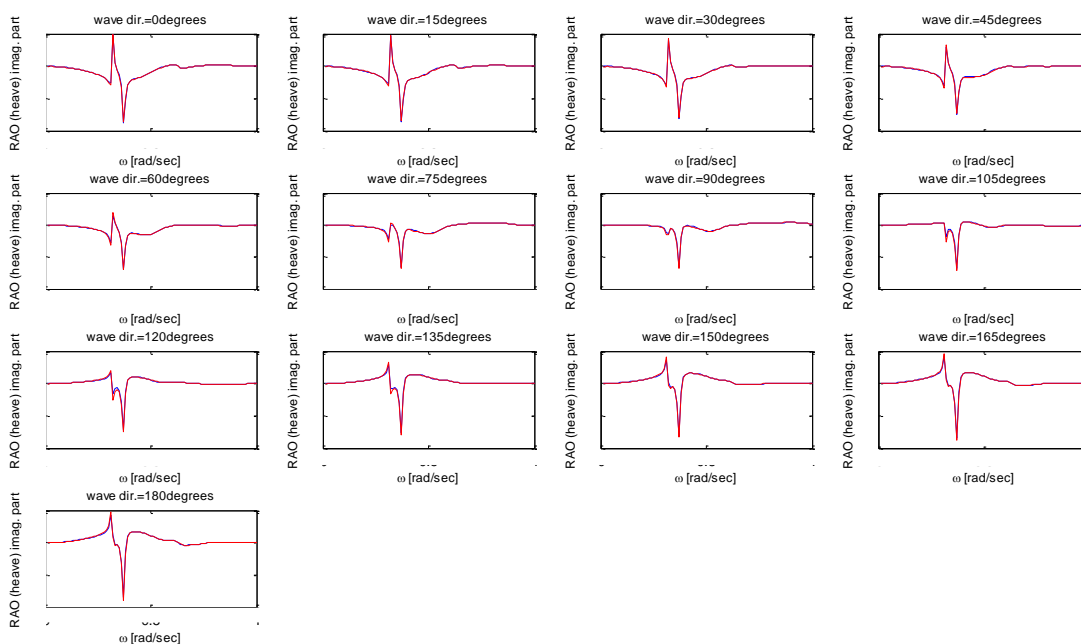 wave dir.=0degrees
wave dir.=15degrees
wave dir.=30degrees
wave dir.=45degrees
RAO (heave) imag. part
RAO (heave) imag. part
RAO (heave) imag. part
RAO (heave) imag. part
ω [rad/sec]
ω [rad/sec]
ω [rad/sec]
ω [rad/sec]
wave dir.=60degrees
wave dir.=75degrees
wave dir.=90degrees
wave dir.=105degrees
RAO (heave) imag. part
RAO (heave) imag. part
RAO (heave) imag. part
RAO (heave) imag. part
ω [rad/sec]
ω [rad/sec]
ω [rad/sec]
ω [rad/sec]
wave dir.=120degrees
wave dir.=135degrees
wave dir.=150degrees
wave dir.=165degrees
RAO (heave) imag. part
RAO (heave) imag. part
RAO (heave) imag. part
RAO (heave) imag. part
ω [rad/sec]
ω [rad/sec]
ω [rad/sec]
ω [rad/sec]
wave dir.=180degrees
RAO (heave) imag. part
ω [rad/sec]